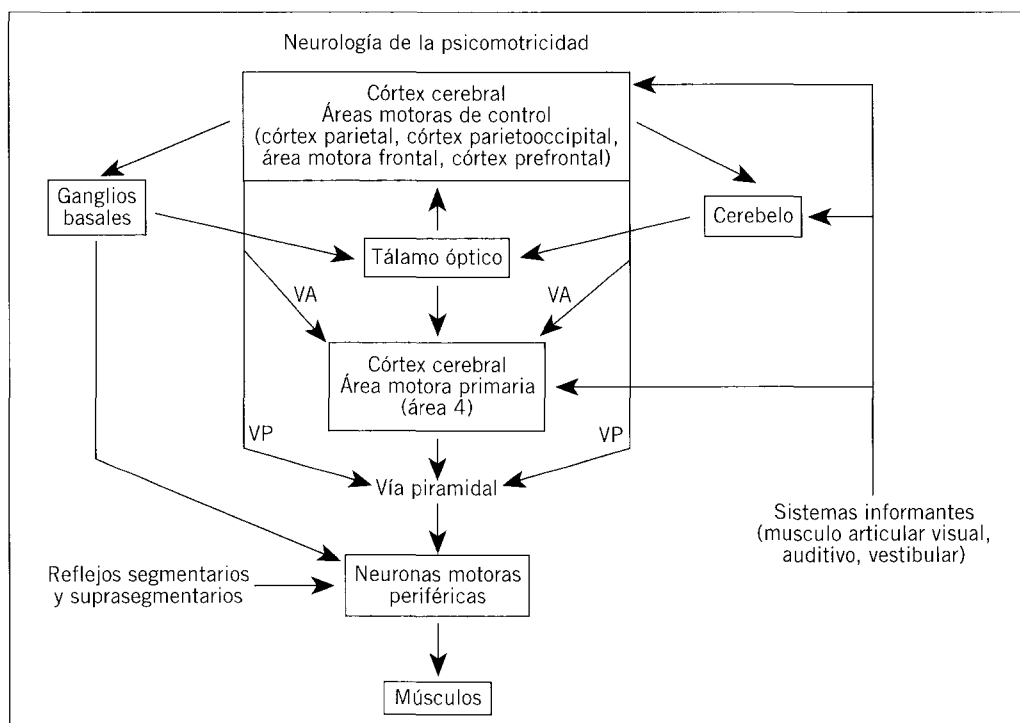 Neurología de la psicomotricidad
Córtex cerebral
Áreas motoras de control
(córtex parietal, córtex parietooccipital,
área motora frontal, córtex prefrontal)
Ganglios
basales
Cerebelo
Tálamo óptico
VA
VA
Córtex cerebral
Área motora primaria
(área 4)
VP
VP
Vía piramidal
Sistemas informantes
(musculo articular visual,
auditivo, vestibular)
Reflejos segmentarios
y suprasegmentarios
Neuronas motoras
periféricas
Músculos